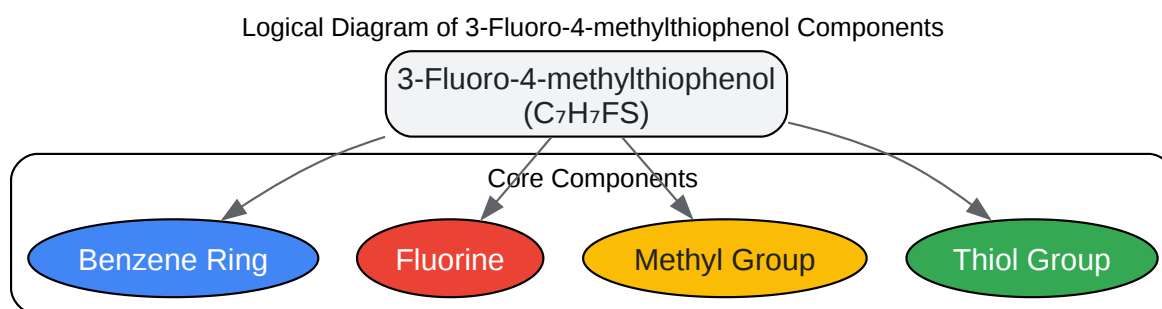 Logical Diagram of 3-Fluoro-4-methylthiophenol Components
3-Fluoro-4-methylthiophenol
(C₇H₇FS)
Core Components
Benzene Ring
Fluorine
Methyl Group
Thiol Group